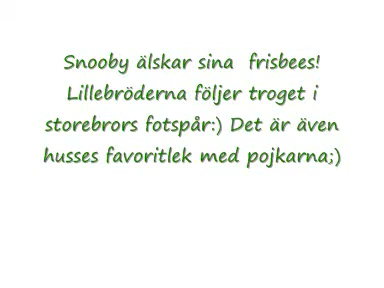 Snooby älskar sina  frisbees!
Lillebröderna följer troget i
storebrors fotspår:) Det är även
husses favoritlek med pojkarna;)